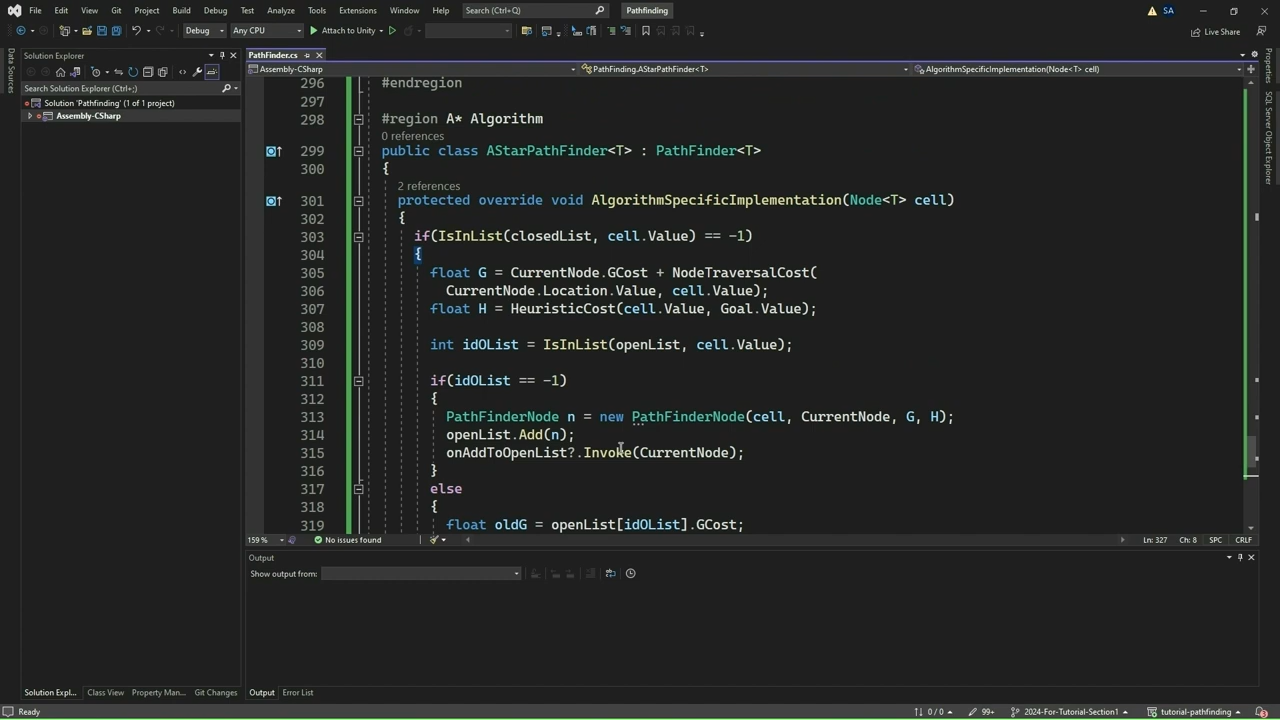 File Edit View Git Project Build Debug Test Analyze Tools Extensions Window Help Search (Ctrl+Q) Pathfinding SA
Debug Any CPU Attach to Unity Live Share
Solution Explorer
PathFinder.cs
Assembly-CSharp PathFinding.AStarPathFinder<T> AlgorithmSpecificImplementation(Node<T> cell)
Search Solution Explorer (Ctrl+;)
Solution 'Pathfinding' (1 of 1 project)
Assembly-CSharp
Data Sources
Properties
SQL Server Object Explorer
296 #endregion
297
298 #region A* Algorithm
0 references
299 public class AStarPathFinder<T> : PathFinder<T>
300 {
2 references
301 protected override void AlgorithmSpecificImplementation(Node<T> cell)
302 {
303 if(IsInList(closedList, cell.Value) == -1)
304 {
305 float G = CurrentNode.GCost + NodeTraversalCost(
306 CurrentNode.Location.Value, cell.Value);
307 float H = HeuristicCost(cell.Value, Goal.Value);
308
309 int idOList = IsInList(openList, cell.Value);
310
311 if(idOList == -1)
312 {
313 PathFinderNode n = new PathFinderNode(cell, CurrentNode, G, H);
314 openList.Add(n);
315 onAddToOpenList?.Invoke(CurrentNode);
316 }
317 else
318 {
319 float oldG = openList[idOList].GCost;
159 % No issues found Ln: 327 Ch: 8 SPC CRLF
Output
Show output from:
Solution Expl... Class View Property Man... Git Changes Output Error List
Ready 0 / 0 99+ 2024-For-Tutorial-Section1 tutorial-pathfinding